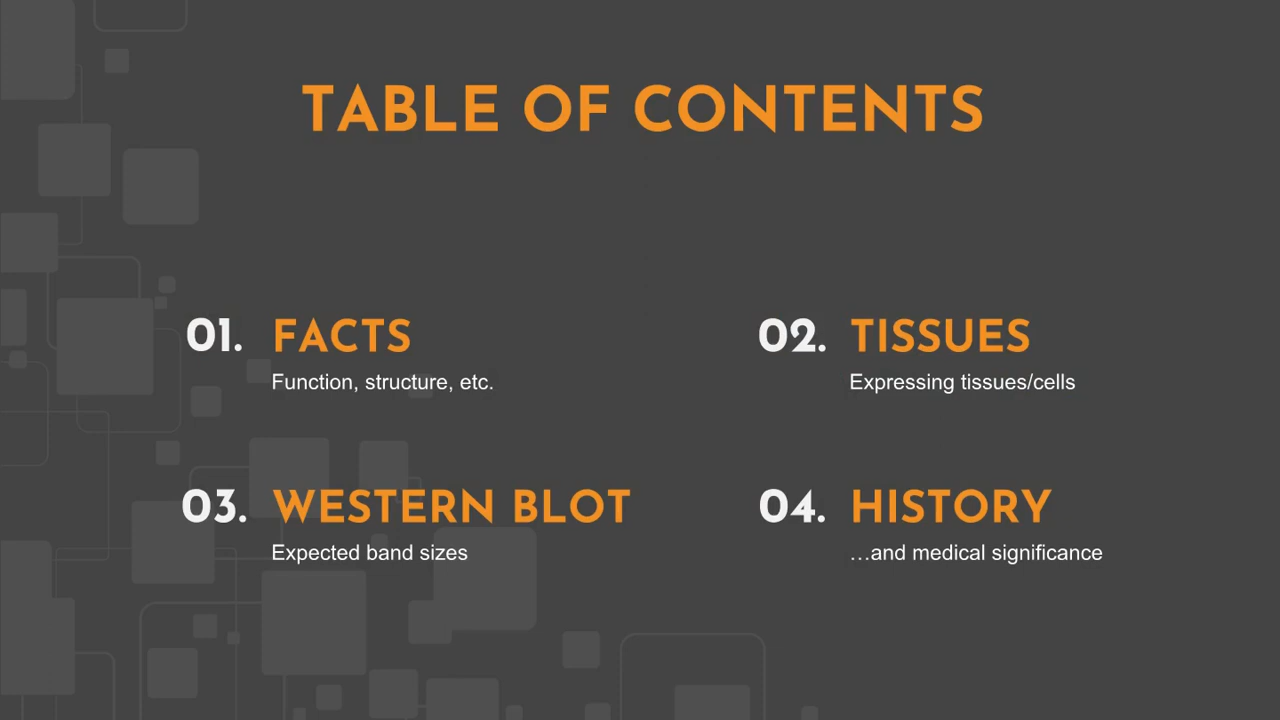 TABLE OF CONTENTS
01. FACTS
Function, structure, etc.
02. TISSUES
Expressing tissues/cells
03. WESTERN BLOT
Expected band sizes
04. HISTORY
…and medical significance